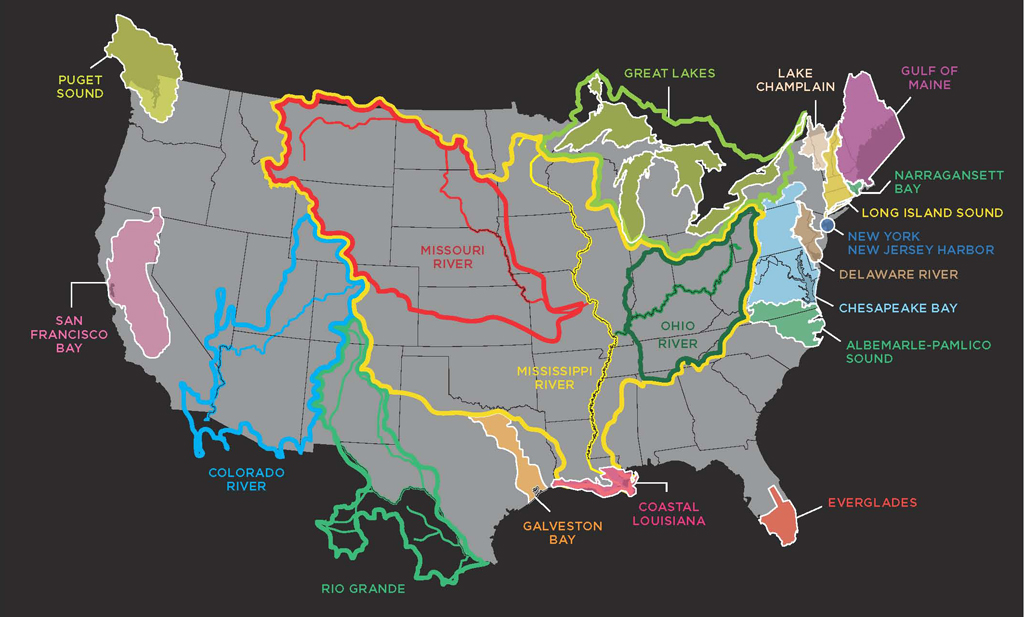 PUGET
SOUND
GREAT LAKES
LAKE
CHAMPLAIN
GULF OF
MAINE
NARRAGANSETT
BAY
LONG ISLAND SOUND
NEW YORK
NEW JERSEY HARBOR
DELAWARE RIVER
CHESAPEAKE BAY
ALBEMARLE-PAMLICO
SOUND
MISSOURI
RIVER
SAN
FRANCISCO
BAY
OHIO
RIVER
MISSISSIPPI
RIVER
COLORADO
RIVER
COASTAL
LOUISIANA
EVERGLADES
GALVESTON
BAY
RIO GRANDE